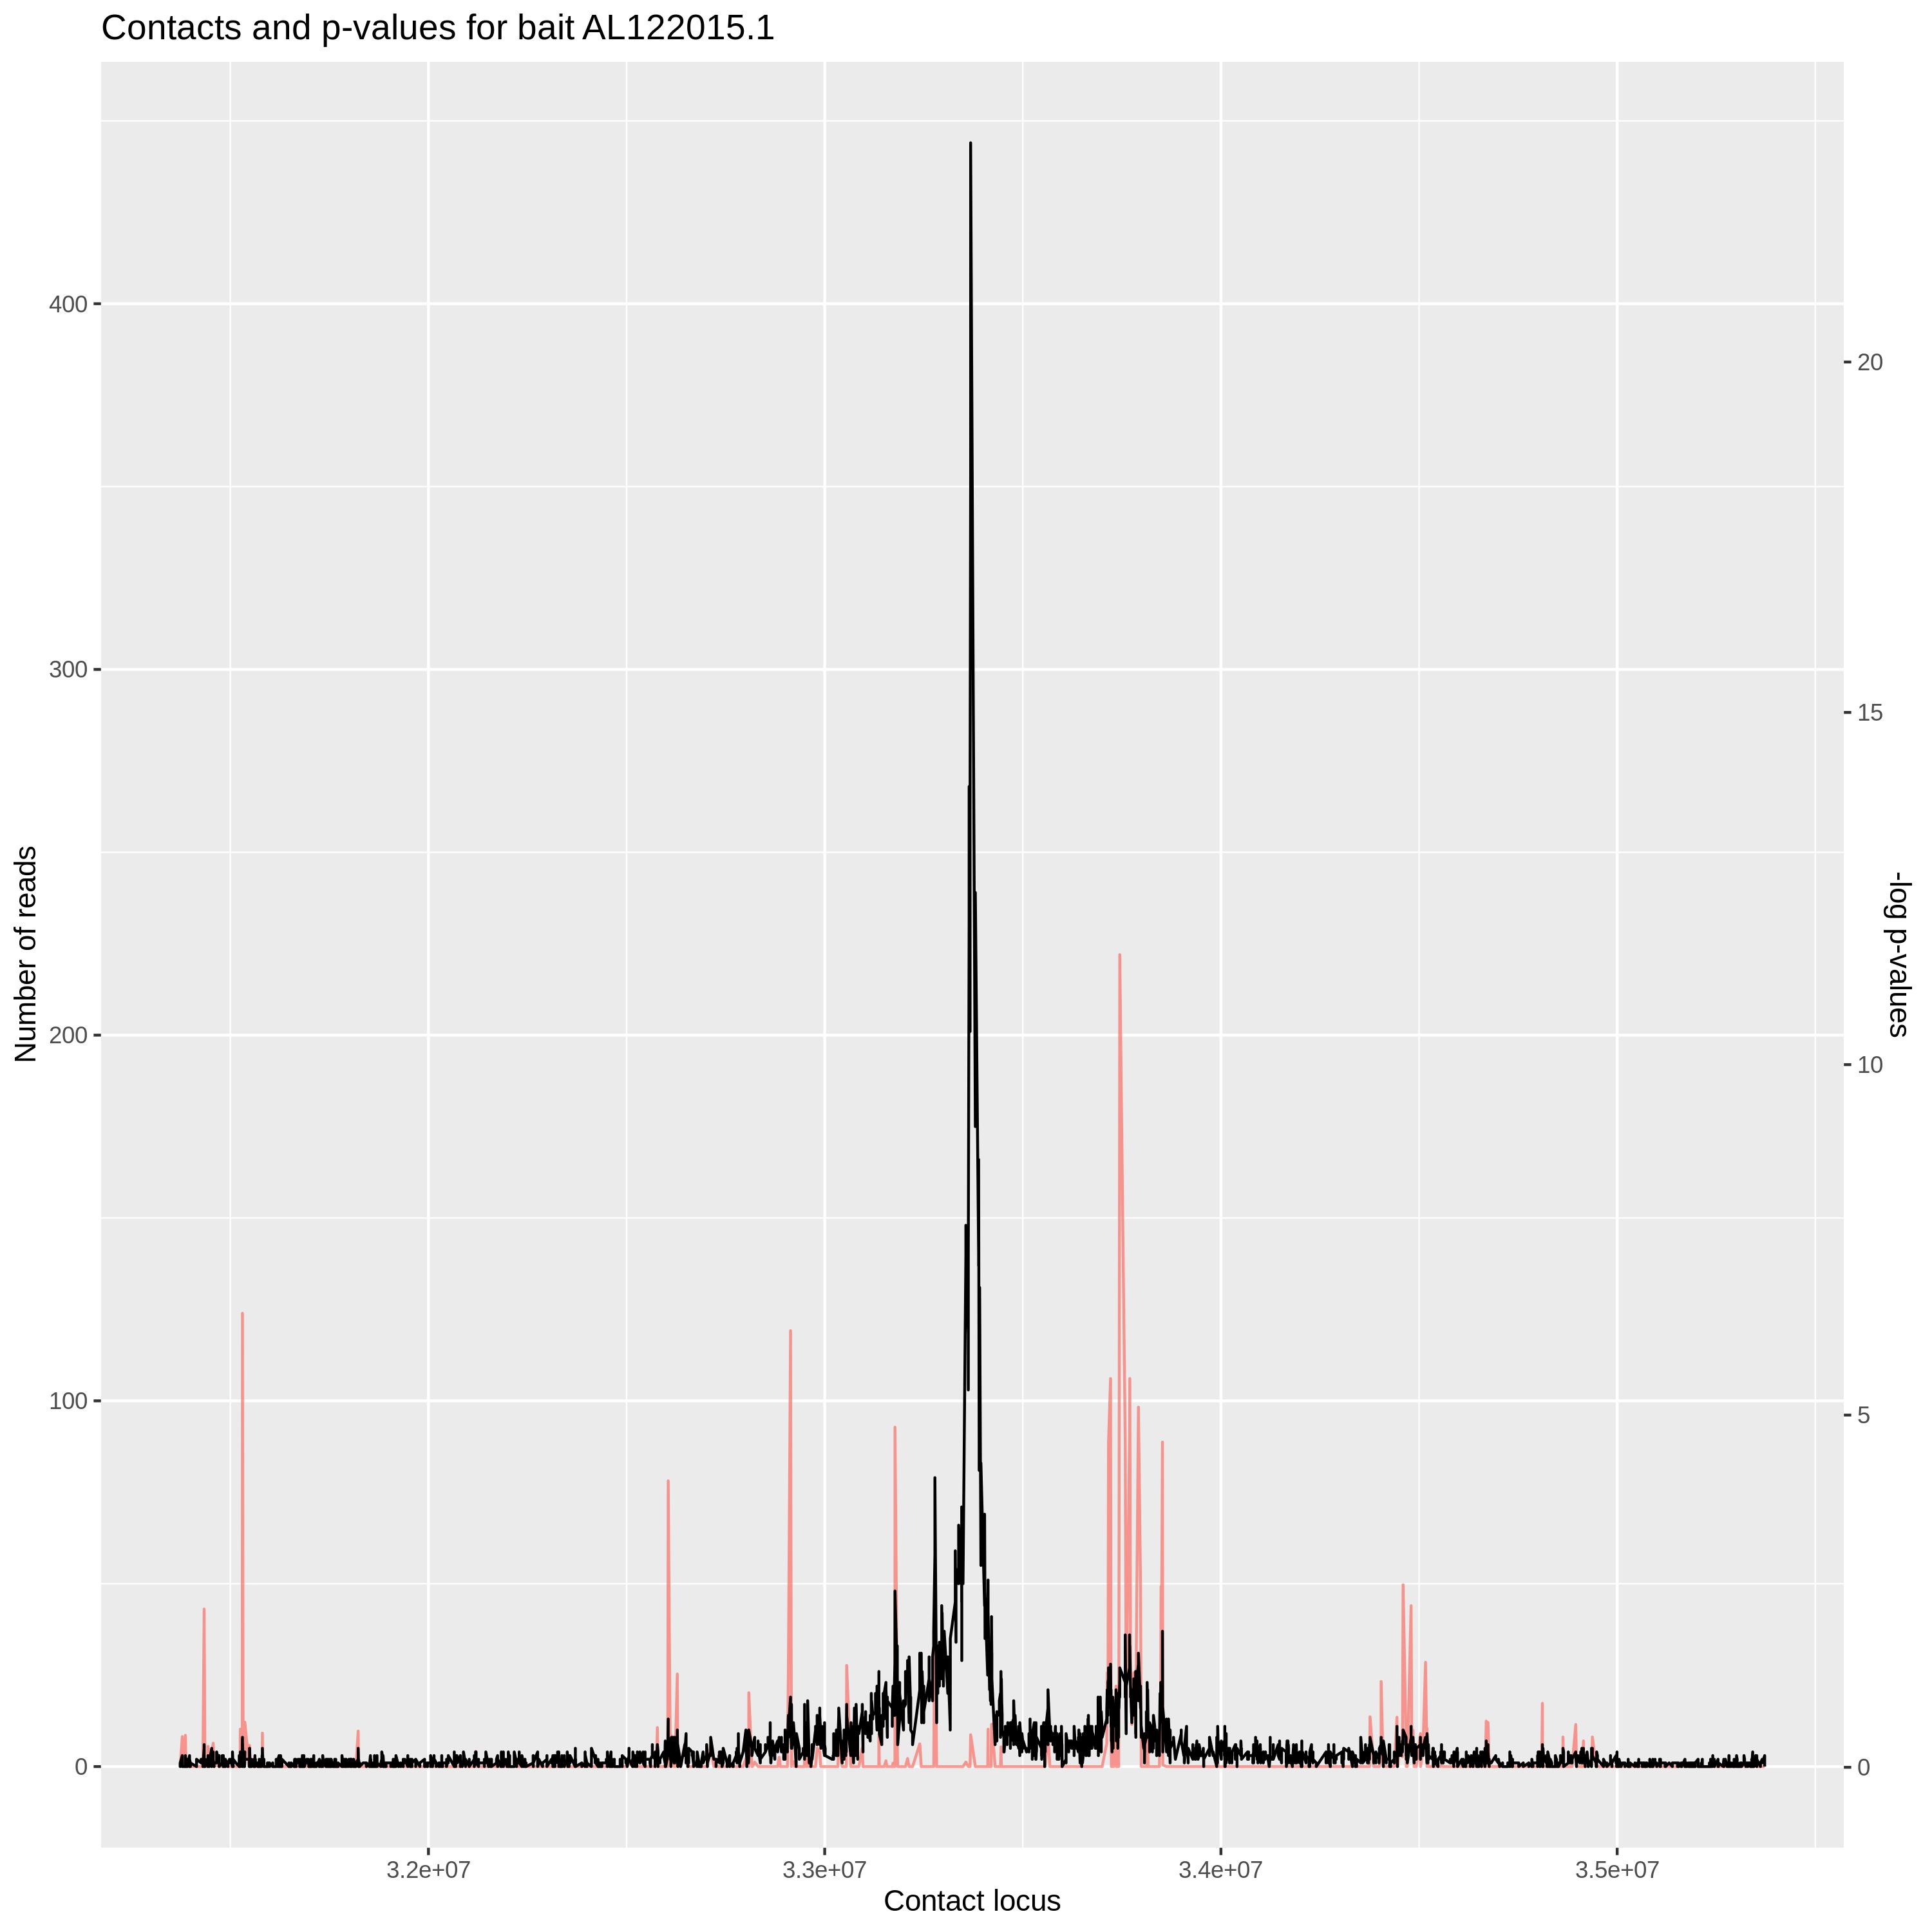 Contacts and p-values for bait AL122015.1
400
300
200
100
0
Number of reads
20
15
10
5
0
-log p-values
3.2e+07
3.3e+07
3.4e+07
3.5e+07
Contact locus